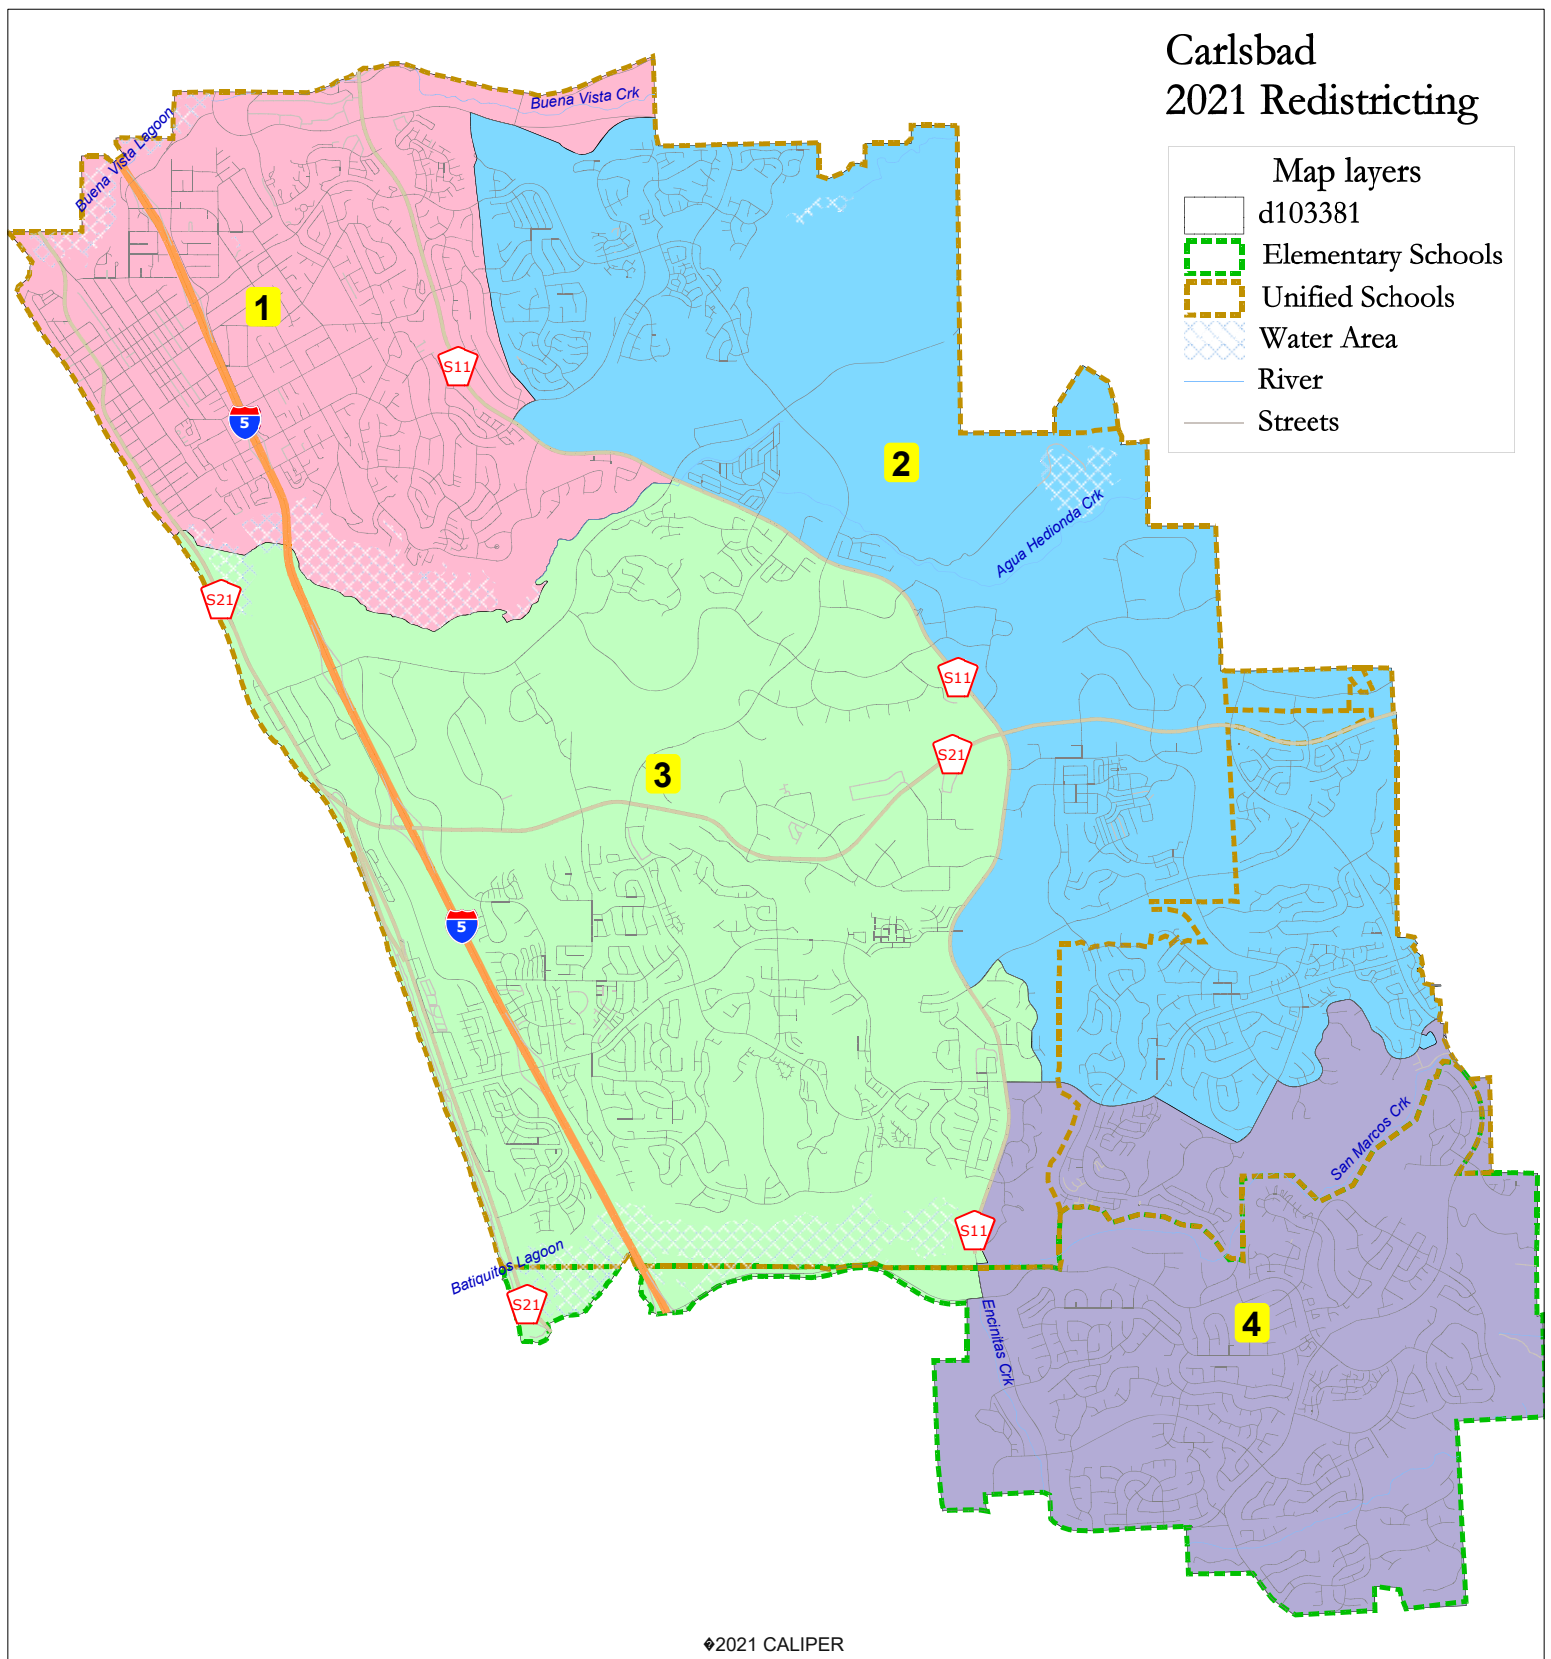 Carlsbad
2021 Redistricting
Map layers
d103381
Elementary Schools
Unified Schools
Water Area
River
Streets
Buena Vista Crk
Buena Vista Lagoon
1
S11
5
2
Agua Hedionda Crk
S21
S11
S21
3
5
San Marcos Crk
S11
Batiquitos Lagoon
S21
Encinitas Crk
4
�2021 CALIPER